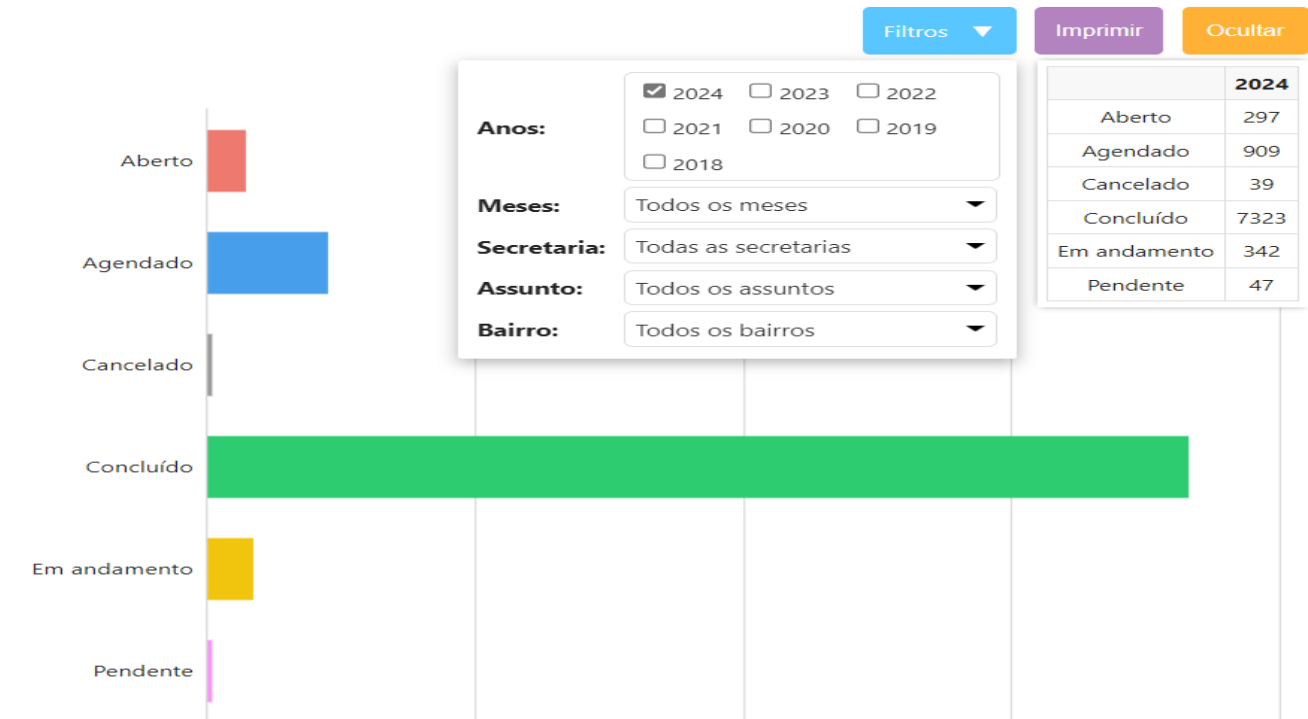 Filtros Imprimir Ocultar
Anos:
2024 2023 2022
2021 2020 2019
2018
Meses: Todos os meses
Secretaria: Todas as secretarias
Assunto: Todos os assuntos
Bairro: Todos os bairros
2024
Aberto 297
Agendado 909
Cancelado 39
Concluído 7323
Em andamento 342
Pendente 47
Aberto
Agendado
Cancelado
Concluído
Em andamento
Pendente